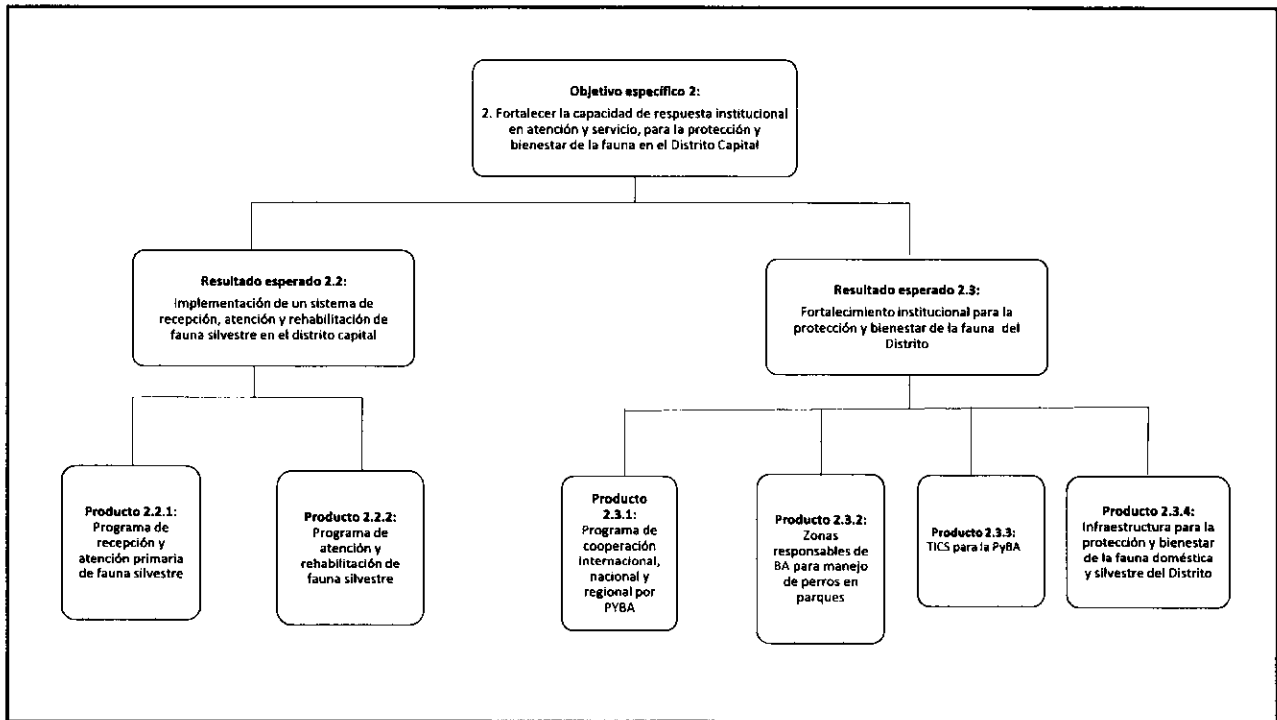 Objetivo específico 2:
2. Fortalecer la capacidad de respuesta institucional
en atención y servicio, para la protección y
bienestar de la fauna en el Distrito Capital
Resultado esperado 2.2:
Implementación de un sistema de
recepción, atención y rehabilitación de
fauna silvestre en el distrito capital
Resultado esperado 2.3:
Fortalecimiento institucional para la
protección y bienestar de la fauna del
Distrito
Producto 2.2.1:
Programa de
recepción y
atención primaria
de fauna silvestre
Producto 2.2.2:
Programa de
atención y
rehabilitación de
fauna silvestre
Producto
2.3.1:
Programa de
cooperación
internacional,
nacional y
regional por
PYBA
Producto 2.3.2:
Zonas
responsables de
BA para manejo
de perros en
parques
Producto 2.3.3:
TICS para la PyBA
Producto 2.3.4:
Infraestructura para la
protección y bienestar
de la fauna doméstica
y silvestre del Distrito